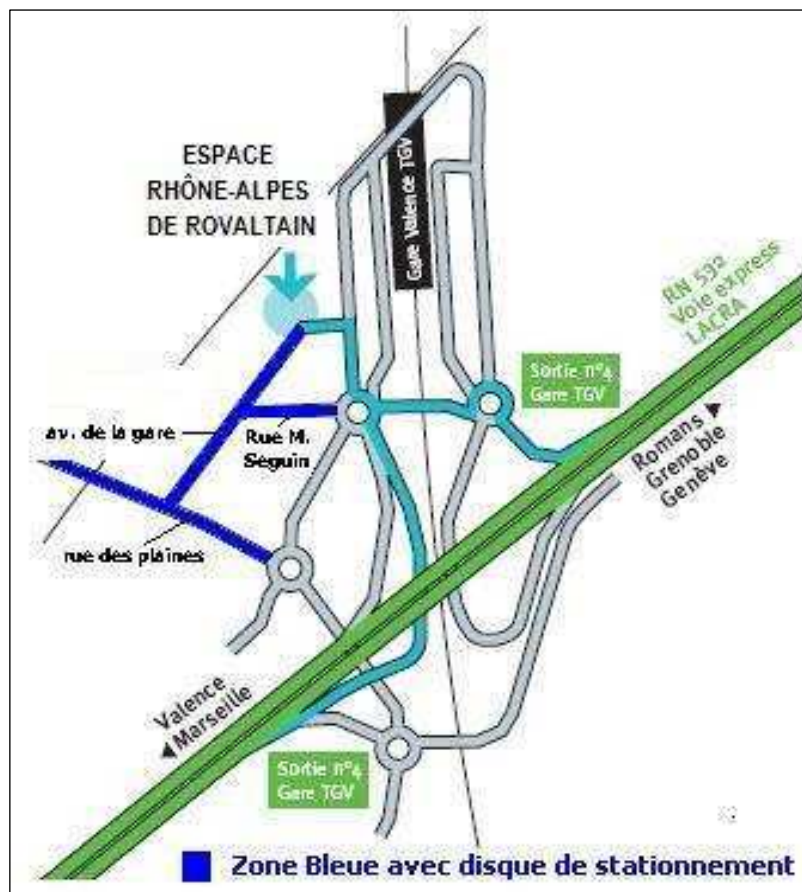 ESPACE
RHÔNE-ALPES
DE ROVALTAIN
Gare Valence TGV
RN 532
Voie express
LACRA
Sortie n°4
Gare TGV
av. de la gare
Rue M.
Séguin
Romans
Grenoble
Genève
rue des plaines
Valence
Marseille
Sortie n°4
Gare TGV
Zone Bleue avec disque de stationnement